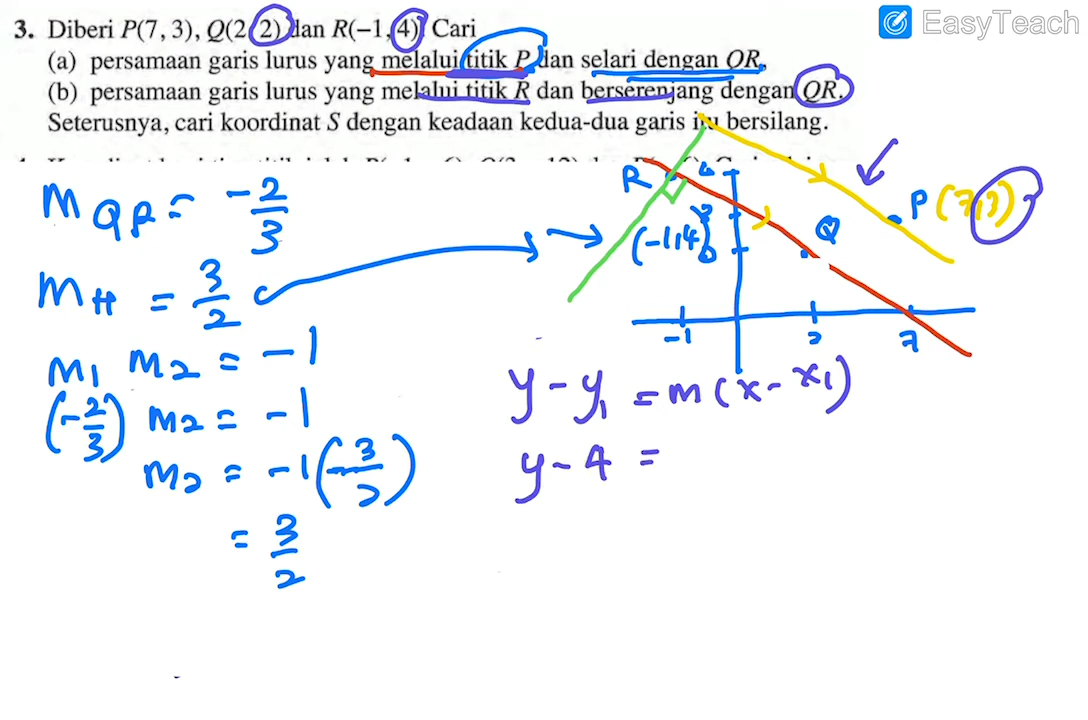 EasyTeach
3. Diberi P(7, 3), Q(2, 2) dan R(−1, 4). Cari
(a) persamaan garis lurus yang melalui titik P dan selari dengan QR,
(b) persamaan garis lurus yang melalui titik R dan berserenjang dengan QR.
Seterusnya, cari koordinat S dengan keadaan kedua-dua garis itu bersilang.
m QR = -2/3
= 3/2
m1 m2 = -1
(-2/3) m2 = -1
m2 = -1(-3/2)
= 3/2
R
(-1,4)
Q
P (7,3)
-1 2 7
y - y1 = m(x - x1)
y - 4 =